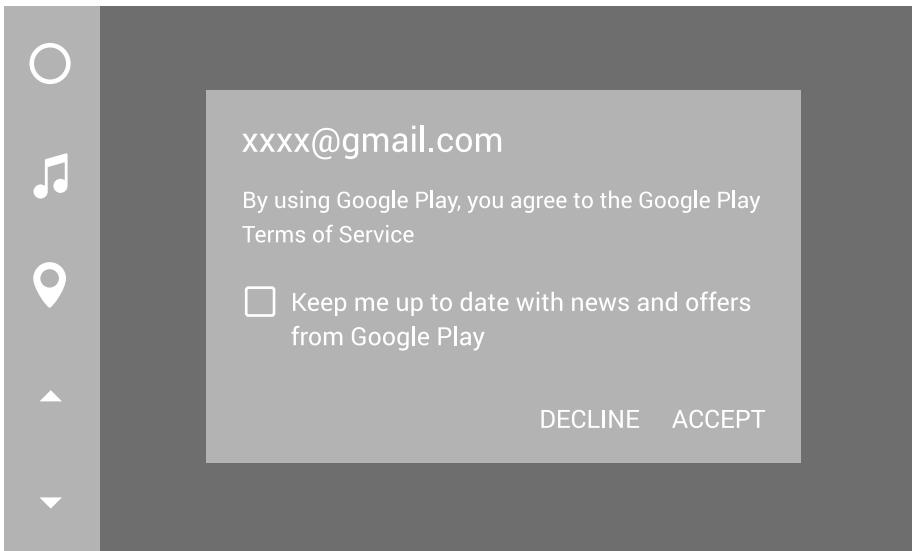 xxxx@gmail.com
By using Google Play, you agree to the Google Play
Terms of Service
Keep me up to date with news and offers
from Google Play
DECLINE ACCEPT